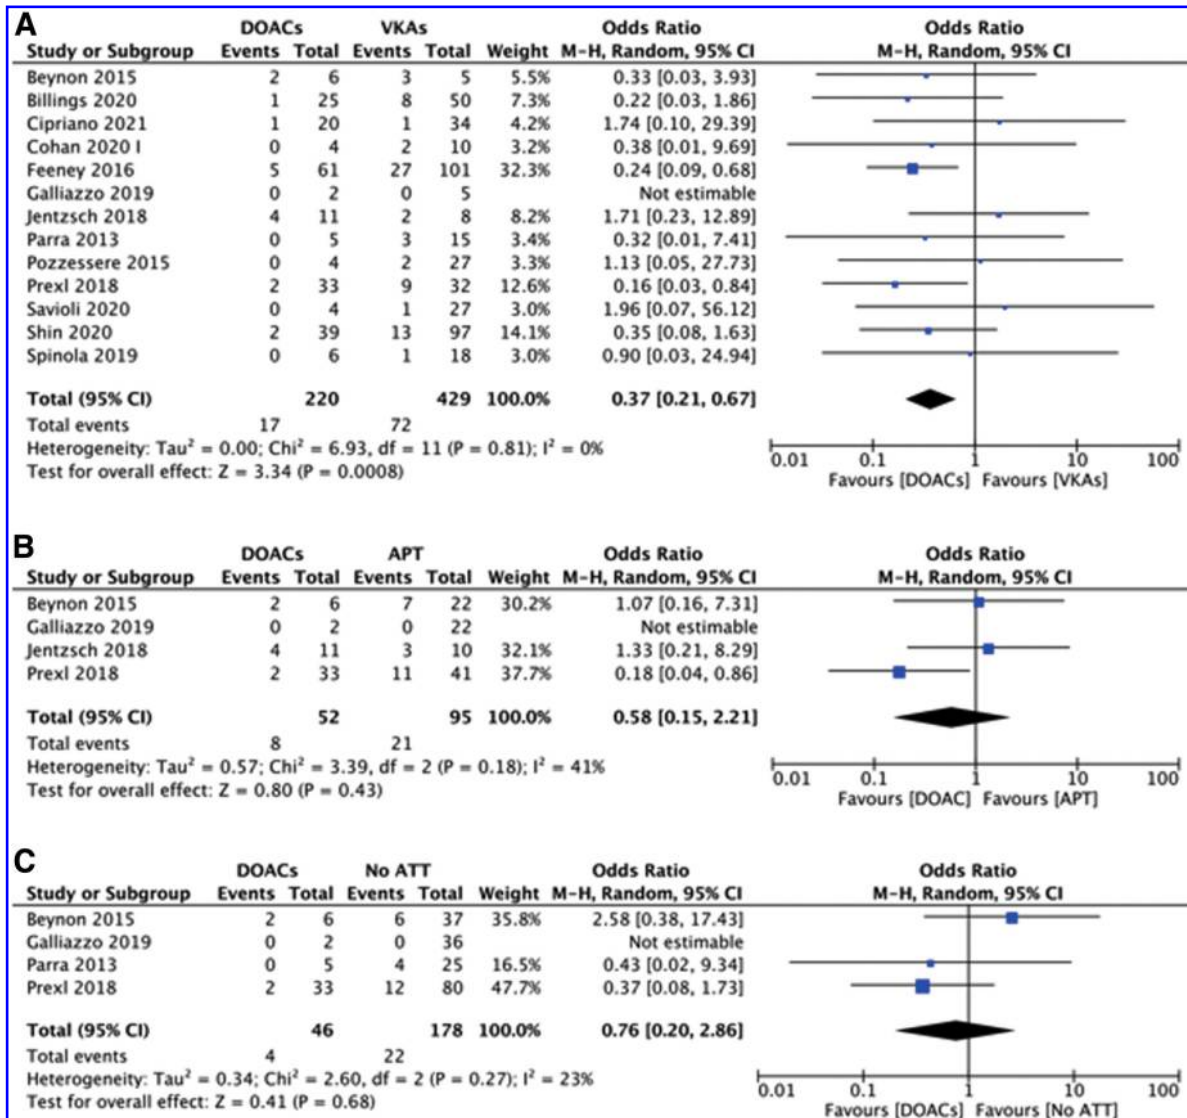 A
DOACs VKAs Odds Ratio Odds Ratio
Study or Subgroup Events Total Events Total Weight M-H, Random, 95% CI M-H, Random, 95% CI
Beynon 2015 2 6 3 5 5.5% 0.33 [0.03, 3.93]
Billings 2020 1 25 8 50 7.3% 0.22 [0.03, 1.86]
Cipriano 2021 1 20 1 34 4.2% 1.74 [0.10, 29.39]
Cohan 2020 I 0 4 2 10 3.2% 0.38 [0.01, 9.69]
Feeney 2016 5 61 27 101 32.3% 0.24 [0.09, 0.68]
Galliazzo 2019 0 2 0 5 Not estimable
Jentzsch 2018 4 11 2 8 8.2% 1.71 [0.23, 12.89]
Parra 2013 0 5 3 15 3.4% 0.32 [0.01, 7.41]
Pozzessere 2015 0 4 2 27 3.3% 1.13 [0.05, 27.73]
Prexl 2018 2 33 9 32 12.6% 0.16 [0.03, 0.84]
Savioli 2020 0 4 1 27 3.0% 1.96 [0.07, 56.12]
Shin 2020 2 39 13 97 14.1% 0.35 [0.08, 1.63]
Spinola 2019 0 6 1 18 3.0% 0.90 [0.03, 24.94]
Total (95% CI) 220 429 100.0% 0.37 [0.21, 0.67]
Total events 17 72
Heterogeneity: Tau² = 0.00; Chi² = 6.93, df = 11 (P = 0.81); I² = 0%
Test for overall effect: Z = 3.34 (P = 0.0008)
0.01 0.1 1 10 100
Favours [DOACs] Favours [VKAs]
B
DOACs APT Odds Ratio Odds Ratio
Study or Subgroup Events Total Events Total Weight M-H, Random, 95% CI M-H, Random, 95% CI
Beynon 2015 2 6 7 22 30.2% 1.07 [0.16, 7.31]
Galliazzo 2019 0 2 0 22 Not estimable
Jentzsch 2018 4 11 3 10 32.1% 1.33 [0.21, 8.29]
Prexl 2018 2 33 11 41 37.7% 0.18 [0.04, 0.86]
Total (95% CI) 52 95 100.0% 0.58 [0.15, 2.21]
Total events 8 21
Heterogeneity: Tau² = 0.57; Chi² = 3.39, df = 2 (P = 0.18); I² = 41%
Test for overall effect: Z = 0.80 (P = 0.43)
0.01 0.1 1 10 100
Favours [DOAC] Favours [APT]
C
DOACs No ATT Odds Ratio Odds Ratio
Study or Subgroup Events Total Events Total Weight M-H, Random, 95% CI M-H, Random, 95% CI
Beynon 2015 2 6 6 37 35.8% 2.58 [0.38, 17.43]
Galliazzo 2019 0 2 0 36 Not estimable
Parra 2013 0 5 4 25 16.5% 0.43 [0.02, 9.34]
Prexl 2018 2 33 12 80 47.7% 0.37 [0.08, 1.73]
Total (95% CI) 46 178 100.0% 0.76 [0.20, 2.86]
Total events 4 22
Heterogeneity: Tau² = 0.34; Chi² = 2.60, df = 2 (P = 0.27); I² = 23%
Test for overall effect: Z = 0.41 (P = 0.68)
0.01 0.1 1 10 100
Favours [DOACs] Favours [No ATT]